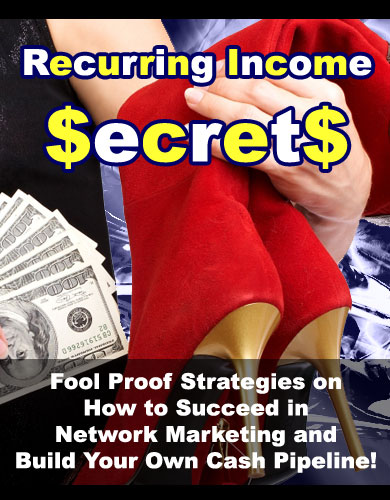 Recurring Income
$ecret$
Fool Proof Strategies on
How to Succeed in
Network Marketing and
Build Your Own Cash Pipeline!